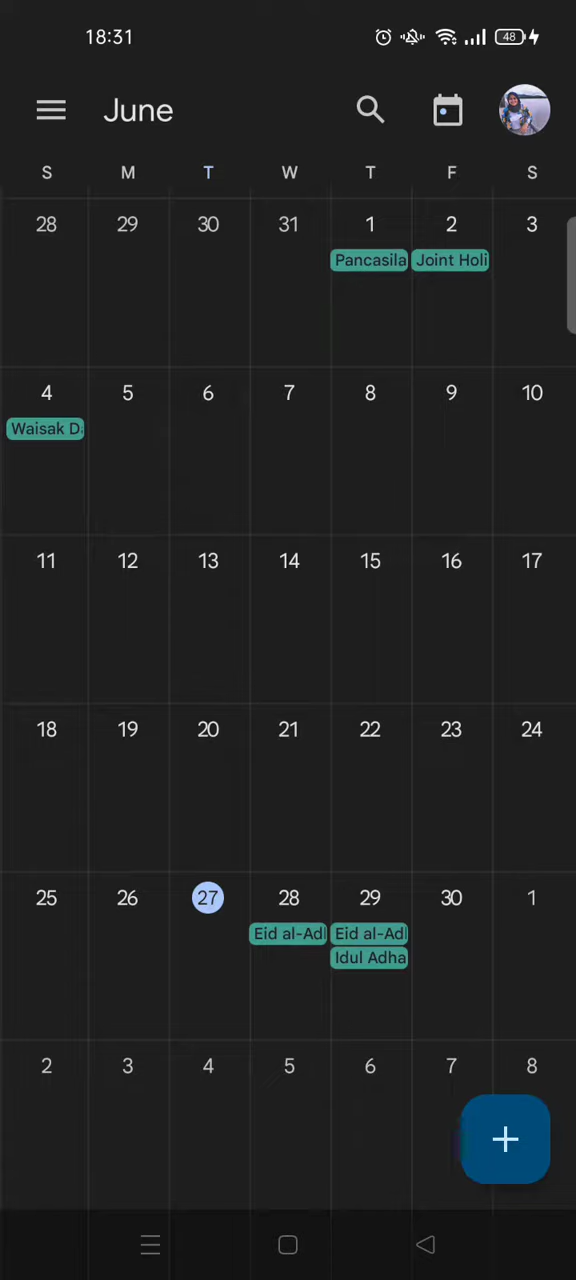 18:31 48
June
S M T W T F S
28 29 30 31 1 2 3
Pancasila Joint Holi
4 5 6 7 8 9 10
Waisak D
11 12 13 14 15 16 17
18 19 20 21 22 23 24
25 26 27 28 29 30 1
Eid al-Ad Eid al-Ad
Idul Adha
2 3 4 5 6 7 8